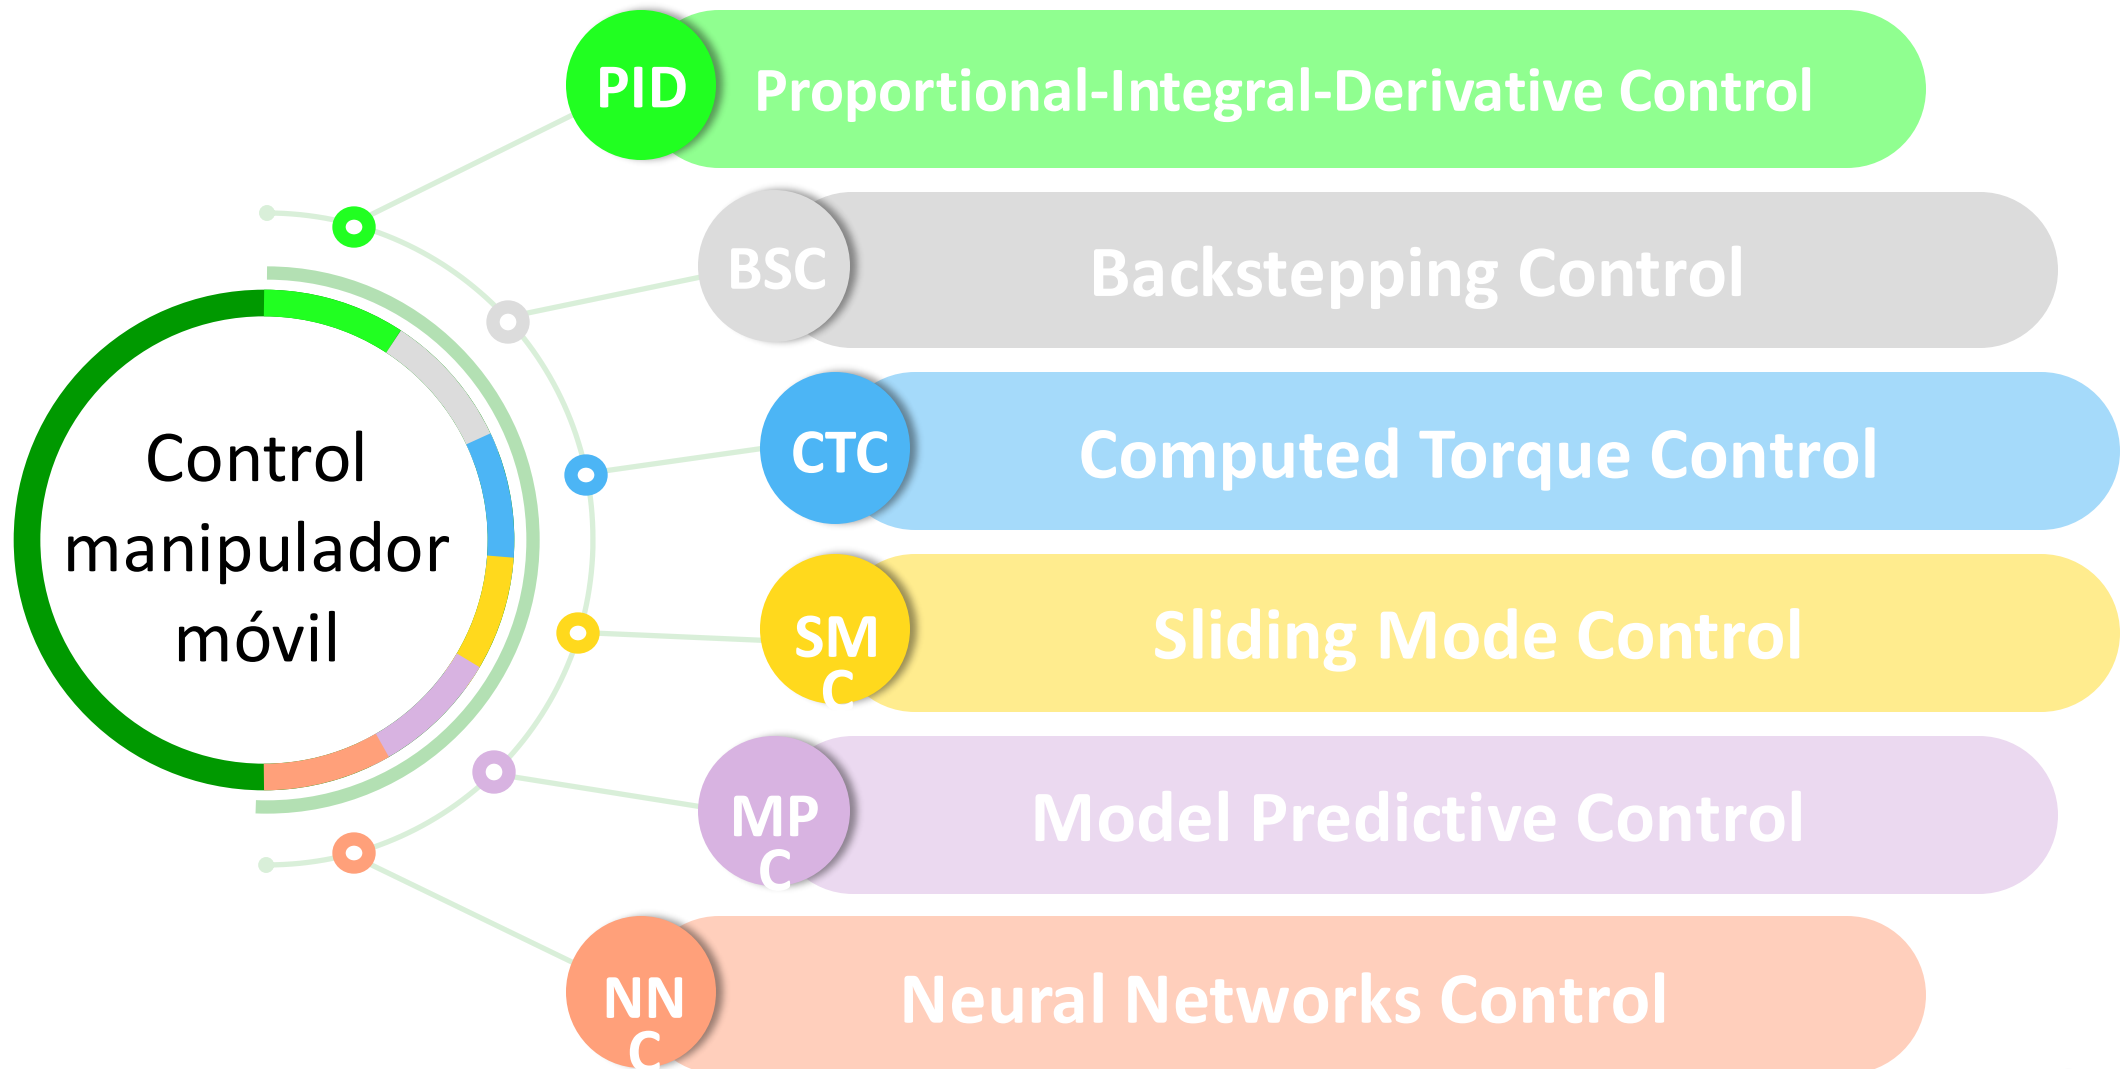 PID
Proportional-Integral-Derivative Control
BSC
Backstepping Control
CTC
Computed Torque Control
Control
manipulador
móvil
SM
C
Sliding Mode Control
MP
C
Model Predictive Control
NN
C
Neural Networks Control